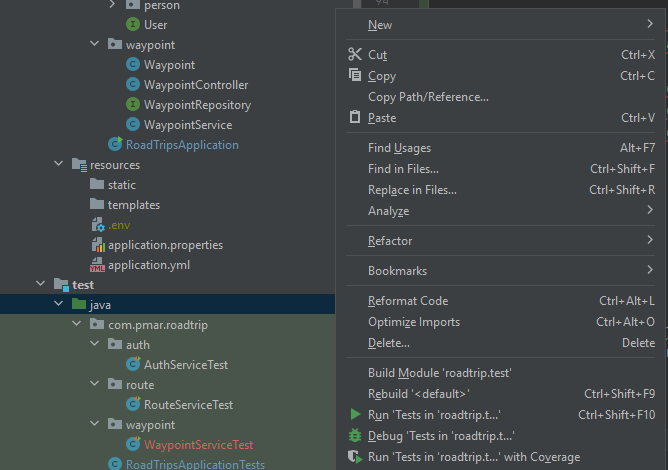 person
User
waypoint
Waypoint
WaypointController
WaypointRepository
WaypointService
RoadTripsApplication
resources
static
templates
.env
application.properties
application.yml
test
java
com.pmar.roadtrip
auth
AuthServiceTest
route
RouteServiceTest
waypoint
WaypointServiceTest
RoadTripsApplicationTests
94
New
Cut Ctrl+X
Copy Ctrl+C
Copy Path/Reference...
Paste Ctrl+V
Find Usages Alt+F7
Find in Files... Ctrl+Shift+F
Replace in Files... Ctrl+Shift+R
Analyze
Refactor
Bookmarks
Reformat Code Ctrl+Alt+L
Optimize Imports Ctrl+Alt+O
Delete... Delete
Build Module 'roadtrip.test'
Rebuild '<default>' Ctrl+Shift+F9
Run 'Tests in 'roadtrip.t...' Ctrl+Shift+F10
Debug 'Tests in 'roadtrip.t...'
Run 'Tests in 'roadtrip.t...' with Coverage